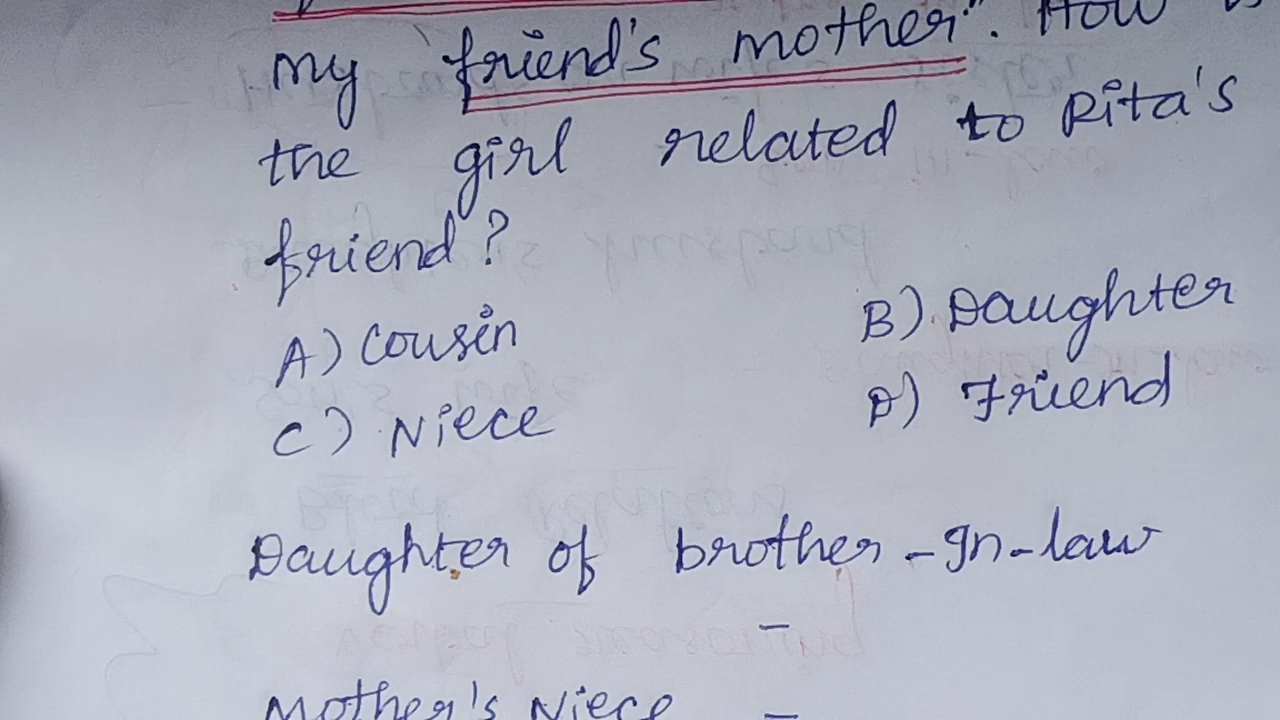 my friend's mother". How is
the girl related to Rita's
friend?
A) Cousin
B) Daughter
C) Niece
D) Friend
Daughter of brother-In-law
-
Mother's Niece -